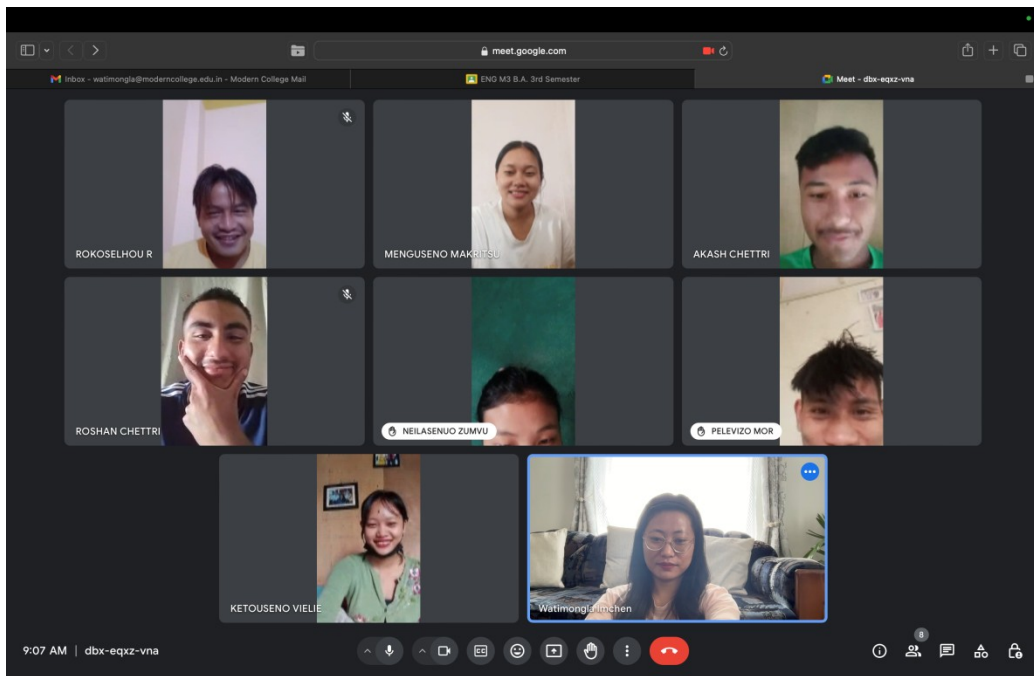 meet.google.com
Inbox - watimongla@moderncollege.edu.in - Modern College Mail
ENG M3 B.A. 3rd Semester
Meet - dbx-eqxz-vna
ROKOSELHOU R
MENGUSENO MAKRITSU
AKASH CHETTRI
ROSHAN CHETTRI
NEILASENUO ZUMVU
PELEVIZO MOR
KETOUSENO VIELIE
Watimongla Imchen
9:07 AM | dbx-eqxz-vna
CC
8